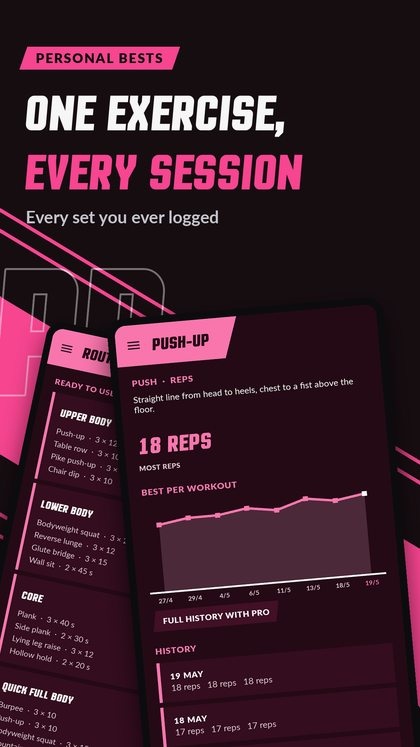 PERSONAL BESTS
ONE EXERCISE,
EVERY SESSION
Every set you ever logged
PR
ROUT
READY TO USE
UPPER BODY
Push-up · 3 × 12
Table row · 3 × 10
Pike push-up · 3 ×
Chair dip · 3 × 10
LOWER BODY
Bodyweight squat · 3 ×
Reverse lunge · 3 × 12
Glute bridge · 3 × 15
Wall sit · 2 × 45 s
CORE
Plank · 3 × 40 s
Side plank · 2 × 30 s
Lying leg raise · 3 × 12
Hollow hold · 2 × 20 s
QUICK FULL BODY
Burpee · 3 × 10
Push-up · 3 × 10
Bodyweight squat · 3 ×
PUSH-UP
PUSH · REPS
Straight line from head to heels, chest to a fist above the
floor.
18 REPS
MOST REPS
BEST PER WORKOUT
27/4 29/4 4/5 6/5 11/5 13/5 18/5 19/5
FULL HISTORY WITH PRO
HISTORY
19 MAY
18 reps 18 reps 18 reps
18 MAY
17 reps 17 reps 17 reps